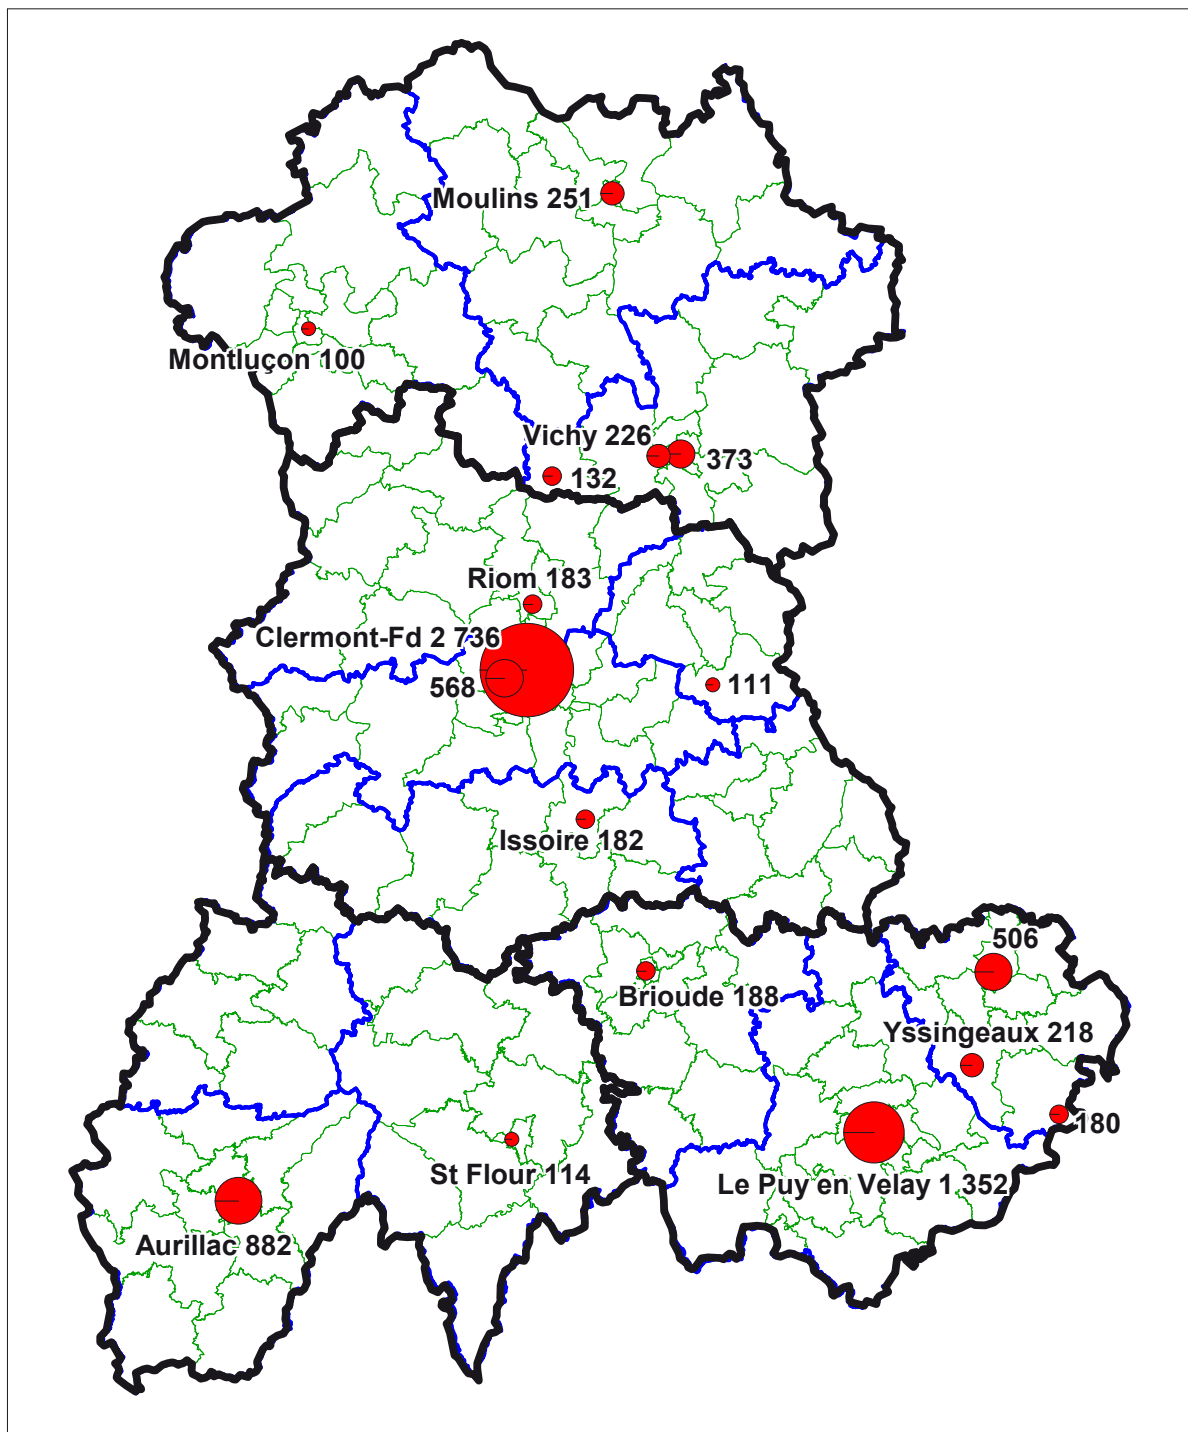 Moulins 251
Montluçon 100
Vichy 226
373
132
Riom 183
Clermont-Fd 2 736
568
111
Issoire 182
506
Brioude 188
Yssingeaux 218
180
St Flour 114
Le Puy en Velay 1 352
Aurillac 882